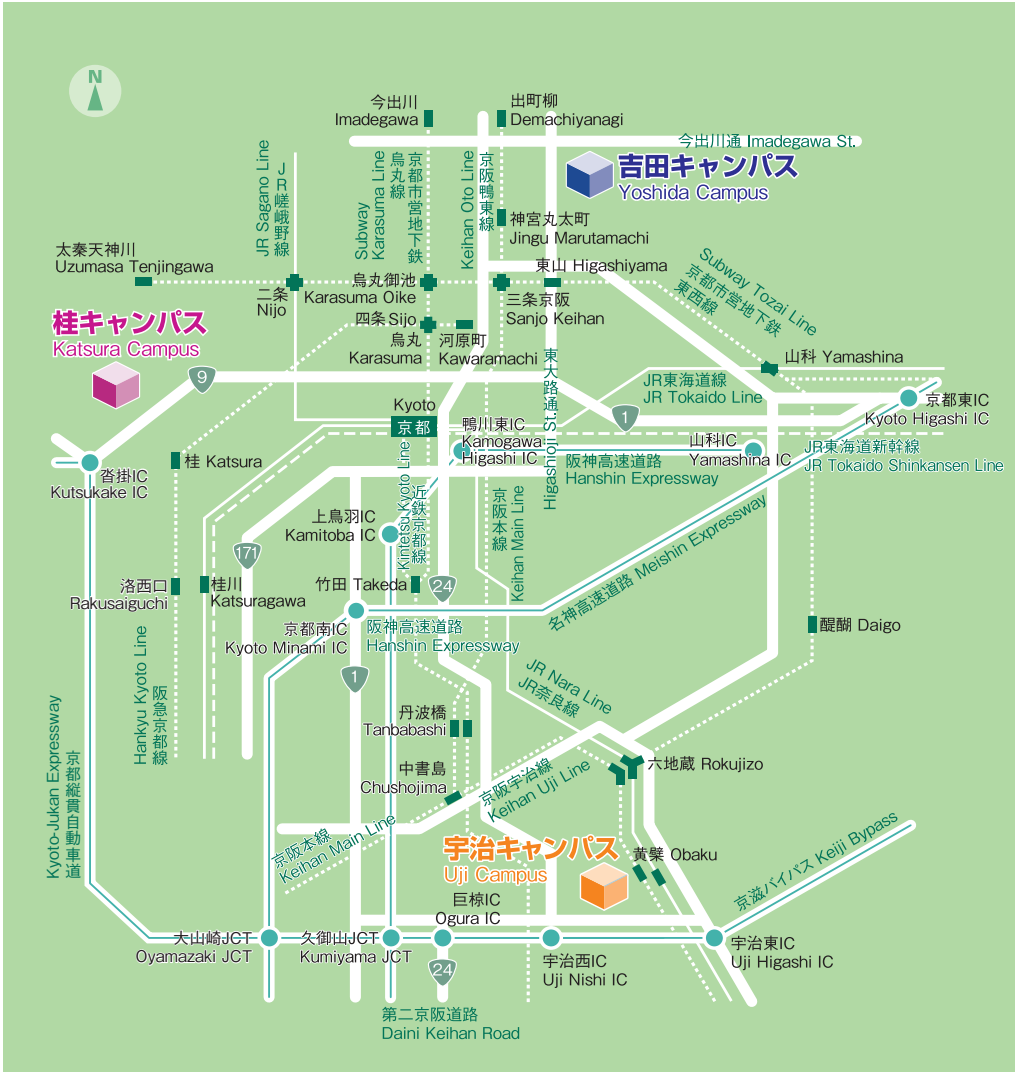 N
今出川
Imadegawa
出町柳
Demachiyanagi
今出川通 Imadegawa St.
吉田キャンパス
Yoshida Campus
JR Sagano Line
JR嵯峨野線
Subway
Karasuma Line
京都市営地下鉄
烏丸線
Keihan Oto Line
京阪鴨東線
神宮丸太町
Jingu Marutamachi
太秦天神川
Uzumasa Tenjingawa
二条
Nijo
烏丸御池
Karasuma Oike
東山 Higashiyama
三条京阪
Sanjo Keihan
Subway Tozai Line
京都市営地下鉄
東西線
四条 Sijo
烏丸
Karasuma
河原町
Kawaramachi
桂キャンパス
Katsura Campus
9
東大路通
Higashioji St.
山科 Yamashina
JR東海道線
JR Tokaido Line
1
京都東IC
Kyoto Higashi IC
Kyoto
京都
鴨川東IC
Kamogawa
Higashi IC
山科IC
Yamashina IC
JR東海道新幹線
JR Tokaido Shinkansen Line
阪神高速道路
Hanshin Expressway
沓掛IC
Kutsukake IC
桂 Katsura
Kintetsu Kyoto Line
近鉄京都線
京阪本線
Keihan Main Line
上鳥羽IC
Kamitoba IC
171
名神高速道路 Meishin Expressway
洛西口
Rakusaiguchi
桂川
Katsuragawa
竹田 Takeda
24
京都南IC
Kyoto Minami IC
阪神高速道路
Hanshin Expressway
醍醐 Daigo
Hankyu Kyoto Line
阪急京都線
1
JR Nara Line
JR奈良線
丹波橋
Tanbabashi
Kyoto-Jukan Expressway
京都縦貫自動車道
中書島
Chushojima
京阪宇治線
Keihan Uji Line
六地蔵 Rokujizo
京阪本線
Keihan Main Line
宇治キャンパス
Uji Campus
黄檗 Obaku
京滋バイパス Keiji Bypass
巨椋IC
Ogura IC
大山崎JCT
Oyamazaki JCT
久御山JCT
Kumiyama JCT
24
宇治西IC
Uji Nishi IC
宇治東IC
Uji Higashi IC
第二京阪道路
Daini Keihan Road